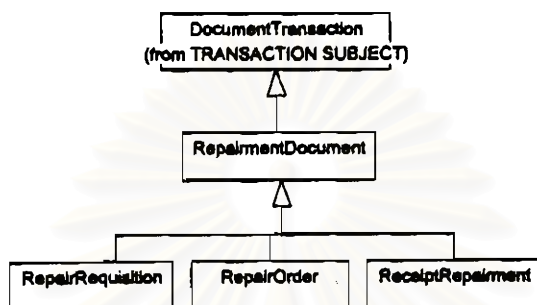 DocumentTransaction
(from TRANSACTION SUBJECT)
RepairmentDocument
RepairRequisition
RepairOrder
ReceiptRepairment